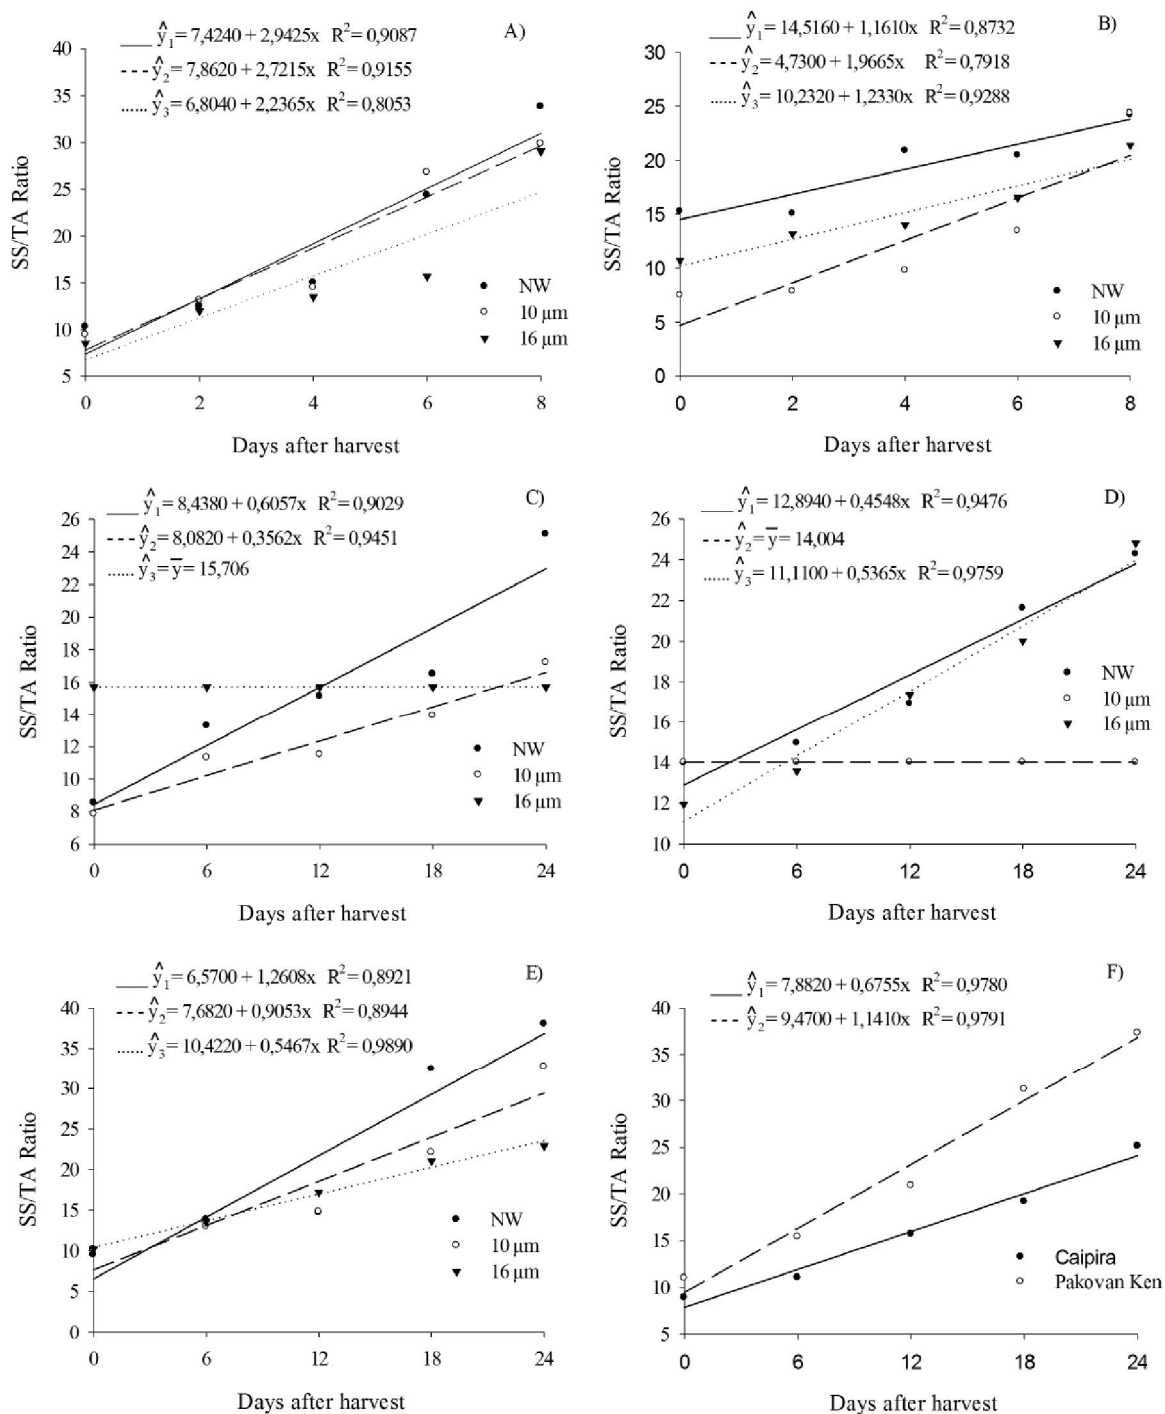 ŷ1= 7,4240 + 2,9425x R²= 0,9087
ŷ2= 7,8620 + 2,7215x R²= 0,9155
ŷ3= 6,8040 + 2,2365x R²= 0,8053
A)
SS/TA Ratio
40
35
30
25
20
15
10
5
NW
10 µm
16 µm
0 2 4 6 8
Days after harvest
ŷ1= 14,5160 + 1,1610x R²= 0,8732
ŷ2= 4,7300 + 1,9665x R²= 0,7918
ŷ3= 10,2320 + 1,2330x R²= 0,9288
B)
SS/TA Ratio
30
25
20
15
10
5
0
NW
10 µm
16 µm
0 2 4 6 8
Days after harvest
ŷ1= 8,4380 + 0,6057x R²= 0,9029
ŷ2= 8,0820 + 0,3562x R²= 0,9451
ŷ3= y̅= 15,706
C)
SS/TA Ratio
26
24
22
20
18
16
14
12
10
8
6
NW
10 µm
16 µm
0 6 12 18 24
Days after harvest
ŷ1= 12,8940 + 0,4548x R²= 0,9476
ŷ2= y̅= 14,004
ŷ3= 11,1100 + 0,5365x R²= 0,9759
D)
SS/TA Ratio
26
24
22
20
18
16
14
12
10
NW
10 µm
16 µm
0 6 12 18 24
Days after harvest
ŷ1= 6,5700 + 1,2608x R²= 0,8921
ŷ2= 7,6820 + 0,9053x R²= 0,8944
ŷ3= 10,4220 + 0,5467x R²= 0,9890
E)
SS/TA Ratio
40
35
30
25
20
15
10
5
0
NW
10 µm
16 µm
0 6 12 18 24
Days after harvest
ŷ1= 7,8820 + 0,6755x R²= 0,9780
ŷ2= 9,4700 + 1,1410x R²= 0,9791
F)
SS/TA Ratio
40
35
30
25
20
15
10
5
Caipira
Pakovan Ken
0 6 12 18 24
Days after harvest